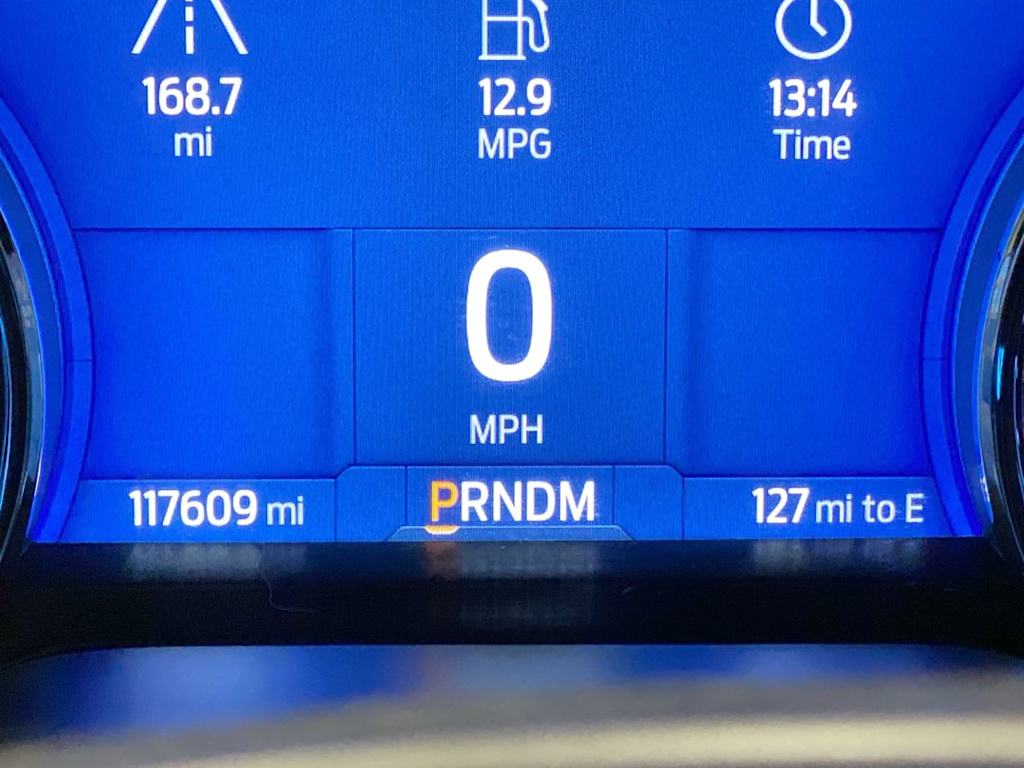 168.7 12.9 13:14
mi MPG Time
0
MPH
117609 mi PRNDM 127 mi to E